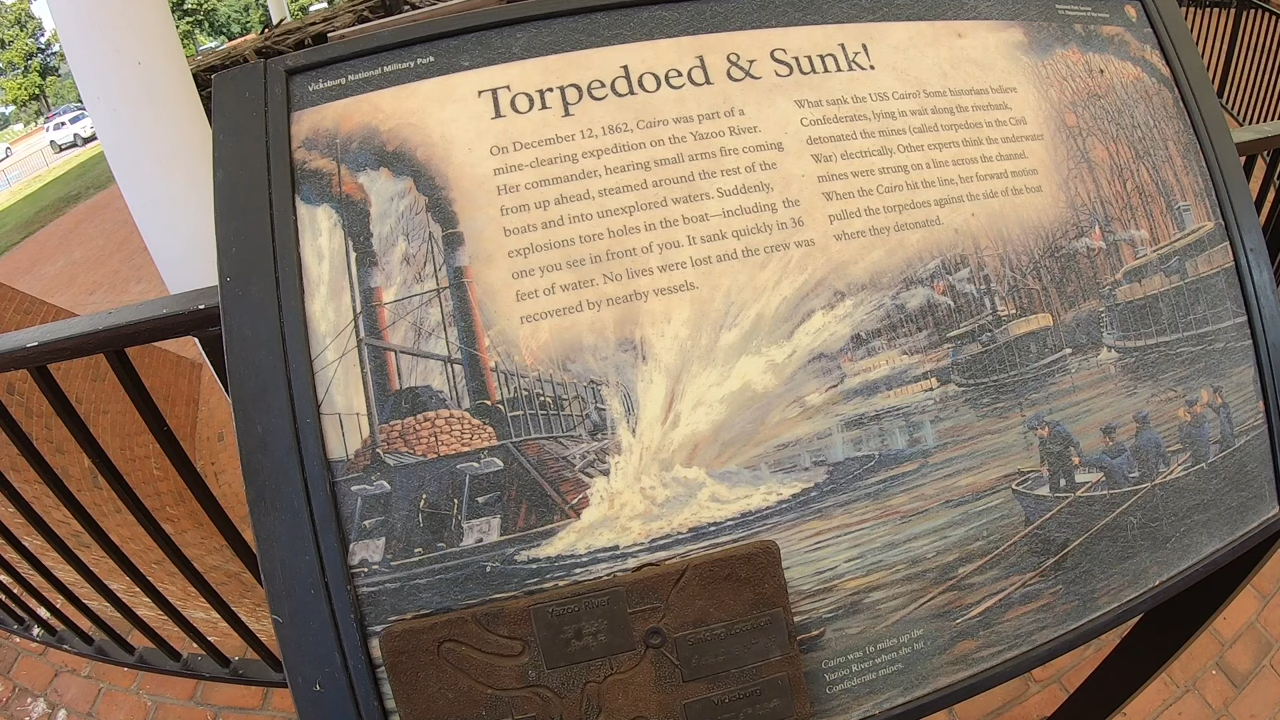 Vicksburg National Military Park
National Park Service
U.S. Department of the Interior
Torpedoed & Sunk!
On December 12, 1862, Cairo was part of a
mine-clearing expedition on the Yazoo River.
Her commander, hearing small arms fire coming
from up ahead, steamed around the rest of the
boats and into unexplored waters. Suddenly,
explosions tore holes in the boat—including the
one you see in front of you. It sank quickly in 36
feet of water. No lives were lost and the crew was
recovered by nearby vessels.
What sank the USS Cairo? Some historians believe
Confederates, lying in wait along the riverbank,
detonated the mines (called torpedoes in the Civil
War) electrically. Other experts think the underwater
mines were strung on a line across the channel.
When the Cairo hit the line, her forward motion
pulled the torpedoes against the side of the boat
where they detonated.
Yazoo River
Sinking Location
Vicksburg
Cairo was 16 miles up the
Yazoo River when she hit
Confederate mines.